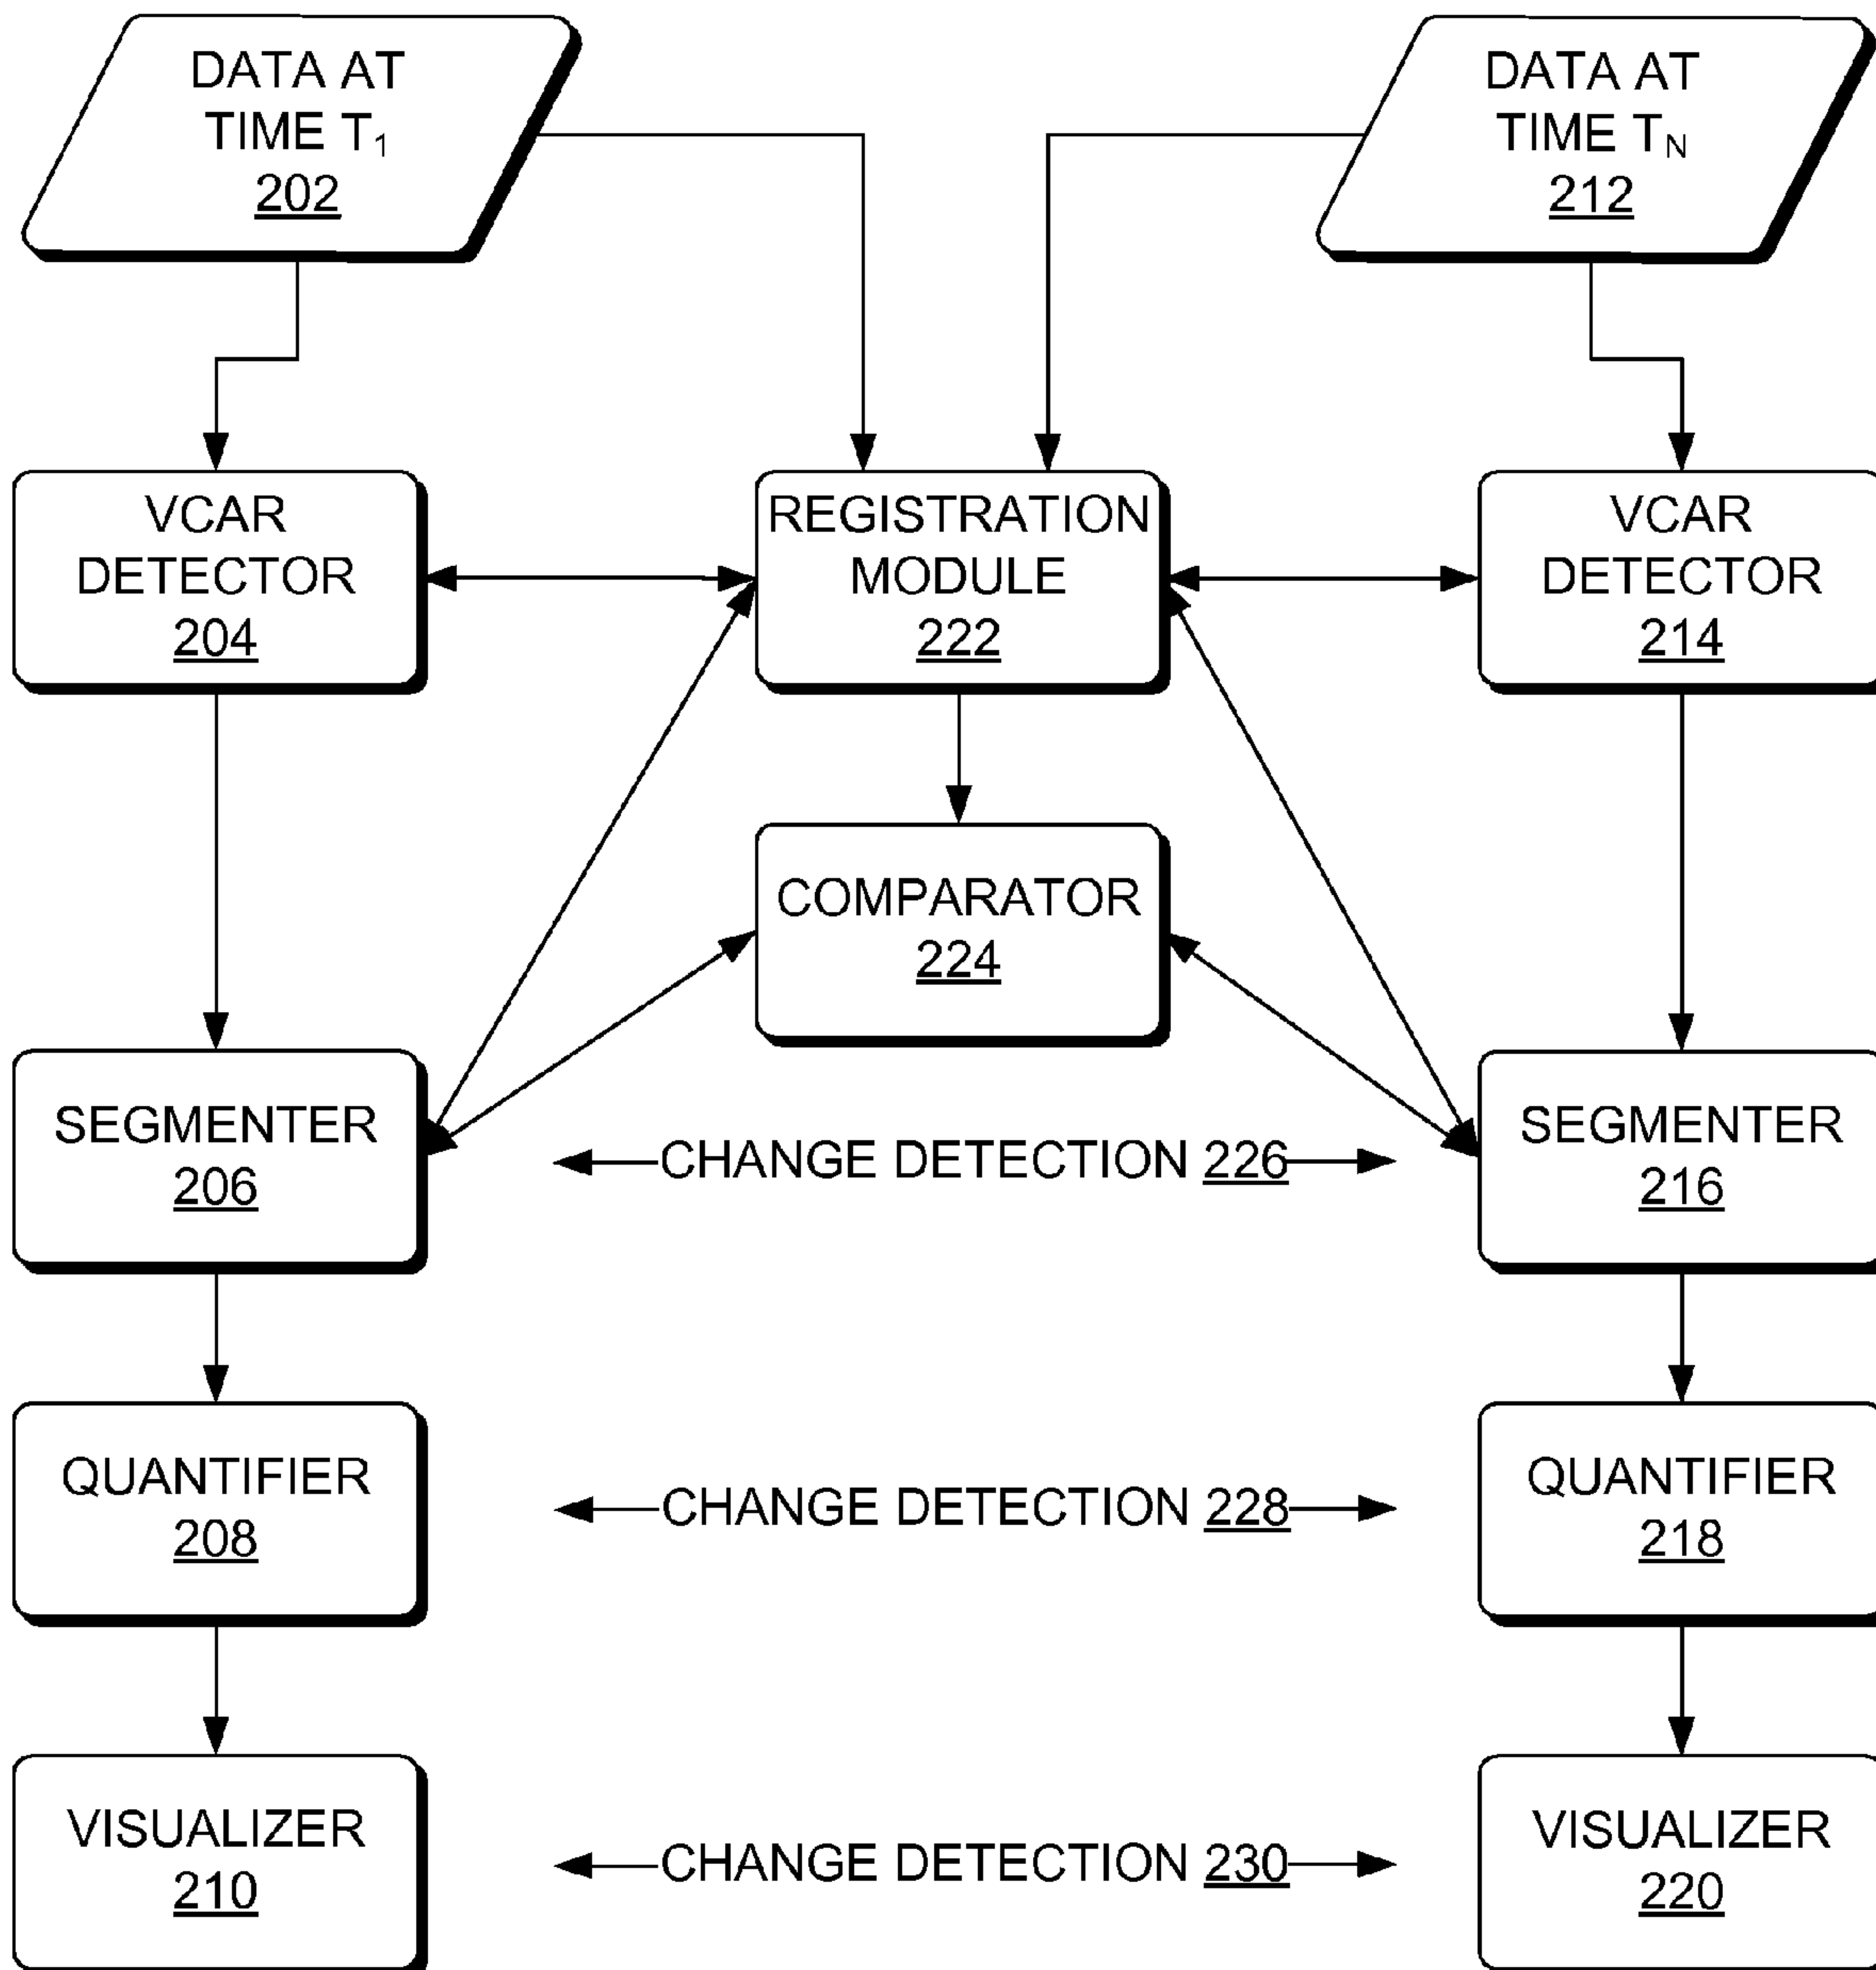 DATA AT
TIME T₁
202
DATA AT
TIME T_N
212
VCAR
DETECTOR
204
REGISTRATION
MODULE
222
VCAR
DETECTOR
214
COMPARATOR
224
SEGMENTER
206
CHANGE DETECTION 226
SEGMENTER
216
QUANTIFIER
208
CHANGE DETECTION 228
QUANTIFIER
218
VISUALIZER
210
CHANGE DETECTION 230
VISUALIZER
220